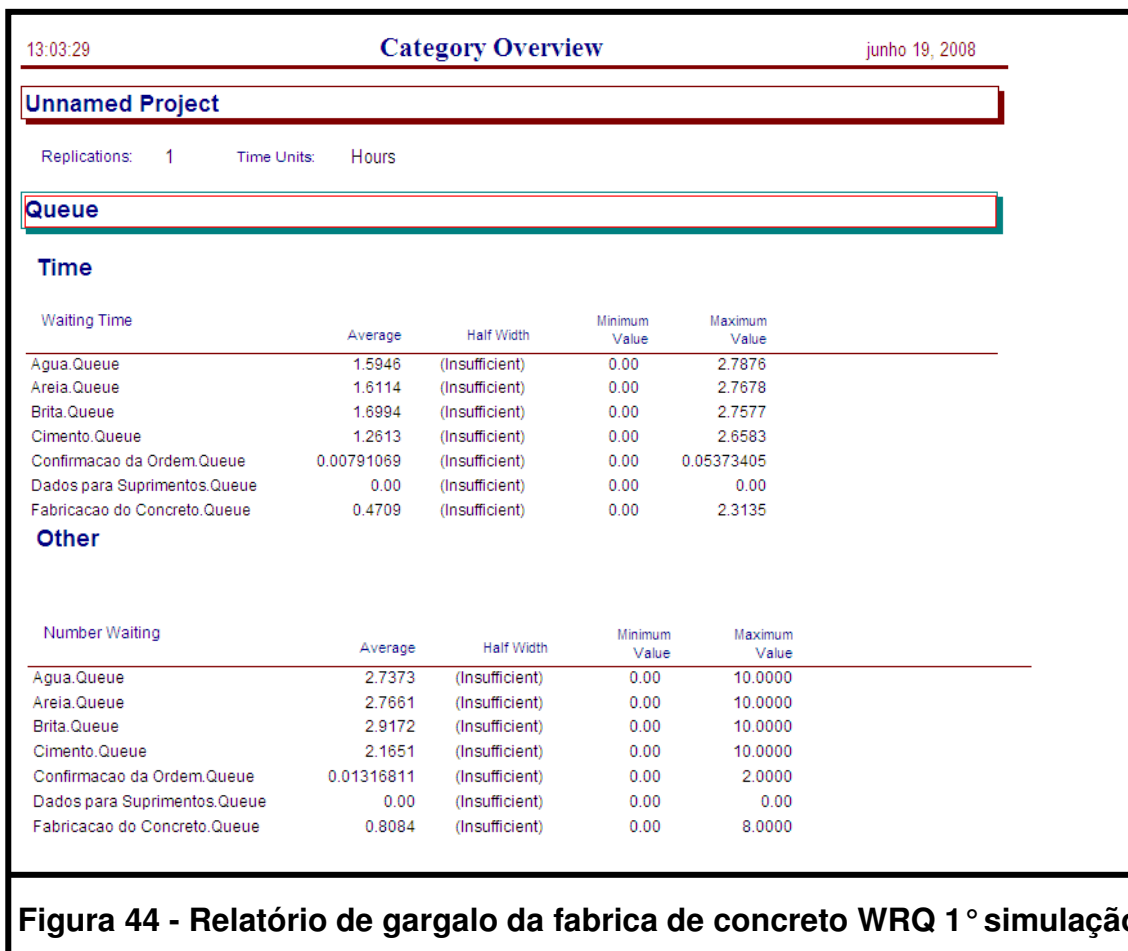 13:03:29 Category Overview junho 19, 2008
Unnamed Project
Replications: 1 Time Units: Hours
Queue
Time
Waiting Time Average Half Width Minimum Value Maximum Value
Agua.Queue 1.5946 (Insufficient) 0.00 2.7876
Areia.Queue 1.6114 (Insufficient) 0.00 2.7678
Brita.Queue 1.6994 (Insufficient) 0.00 2.7577
Cimento.Queue 1.2613 (Insufficient) 0.00 2.6583
Confirmacao da Ordem.Queue 0.00791069 (Insufficient) 0.00 0.05373405
Dados para Suprimentos.Queue 0.00 (Insufficient) 0.00 0.00
Fabricacao do Concreto.Queue 0.4709 (Insufficient) 0.00 2.3135
Other
Number Waiting Average Half Width Minimum Value Maximum Value
Agua.Queue 2.7373 (Insufficient) 0.00 10.0000
Areia.Queue 2.7661 (Insufficient) 0.00 10.0000
Brita.Queue 2.9172 (Insufficient) 0.00 10.0000
Cimento.Queue 2.1651 (Insufficient) 0.00 10.0000
Confirmacao da Ordem.Queue 0.01316811 (Insufficient) 0.00 2.0000
Dados para Suprimentos.Queue 0.00 (Insufficient) 0.00 0.00
Fabricacao do Concreto.Queue 0.8084 (Insufficient) 0.00 8.0000
Figura 44 - Relatório de gargalo da fabrica de concreto WRQ 1° simulação